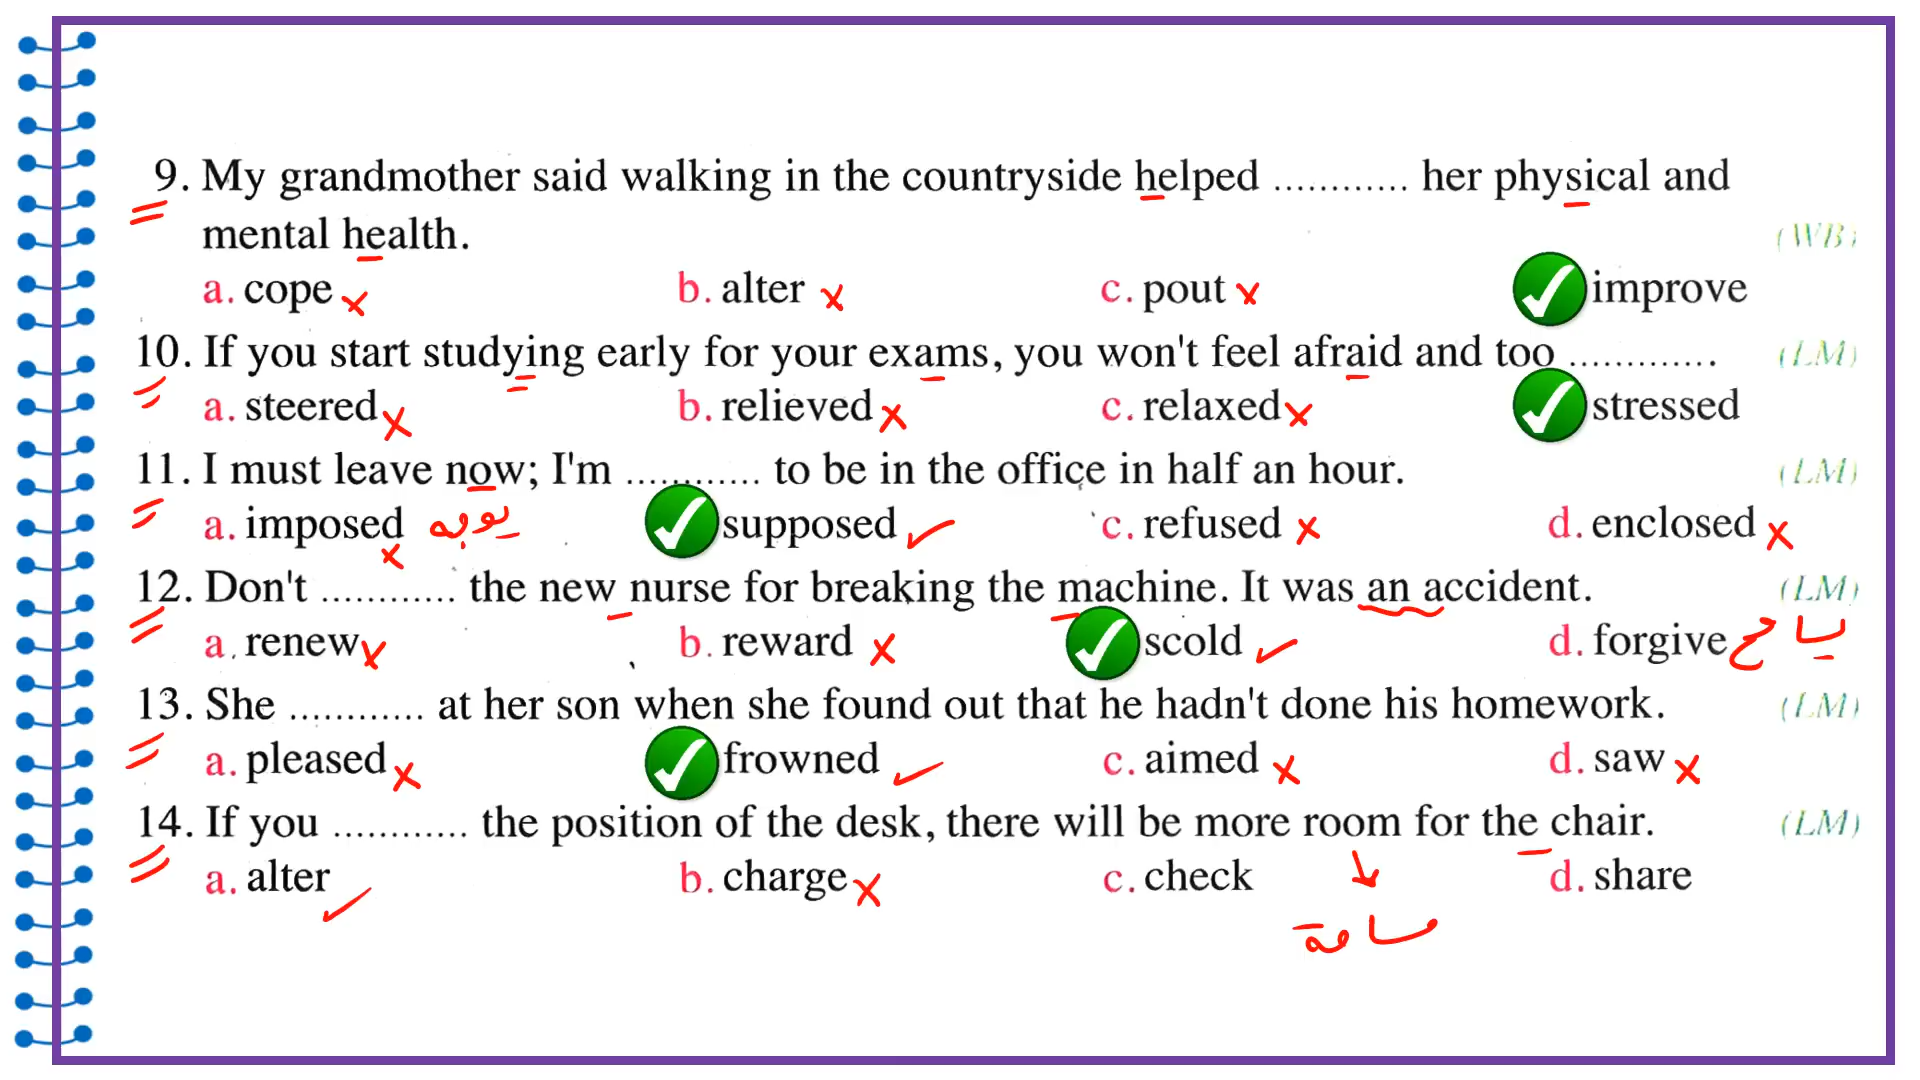 9. My grandmother said walking in the countryside helped ............ her physical and
mental health. (WB)
a. cope x b. alter x c. pout x ✓ improve
10. If you start studying early for your exams, you won't feel afraid and too ............. (LM)
a. steered x b. relieved x c. relaxed x ✓ stressed
11. I must leave now; I'm ............ to be in the office in half an hour. (LM)
a. imposed x ✓ supposed ✓ c. refused x d. enclosed x
12. Don't ............ the new nurse for breaking the machine. It was an accident. (LM)
a. renew x b. reward x ✓ scold ✓ d. forgive يسامح
13. She ............ at her son when she found out that he hadn't done his homework. (LM)
a. pleased x ✓ frowned ✓ c. aimed x d. saw x
14. If you ............ the position of the desk, there will be more room for the chair. (LM)
a. alter ✓ b. charge x c. check d. share
مساحة